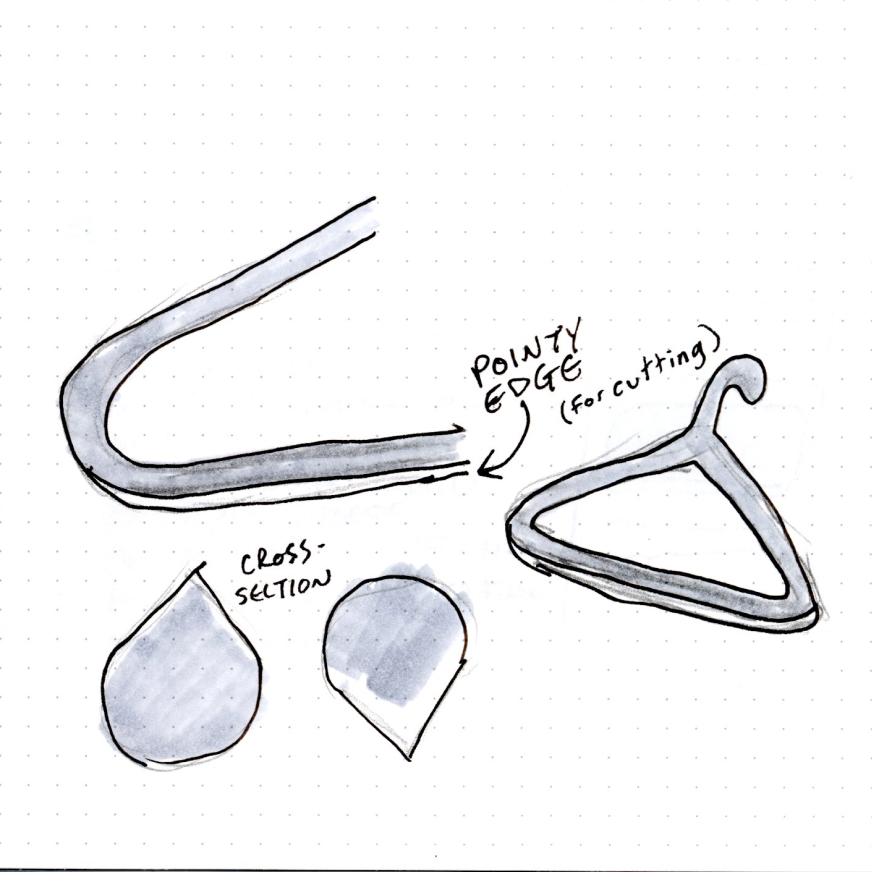 POINTY
EDGE
(for cutting)
CROSS-
SECTION